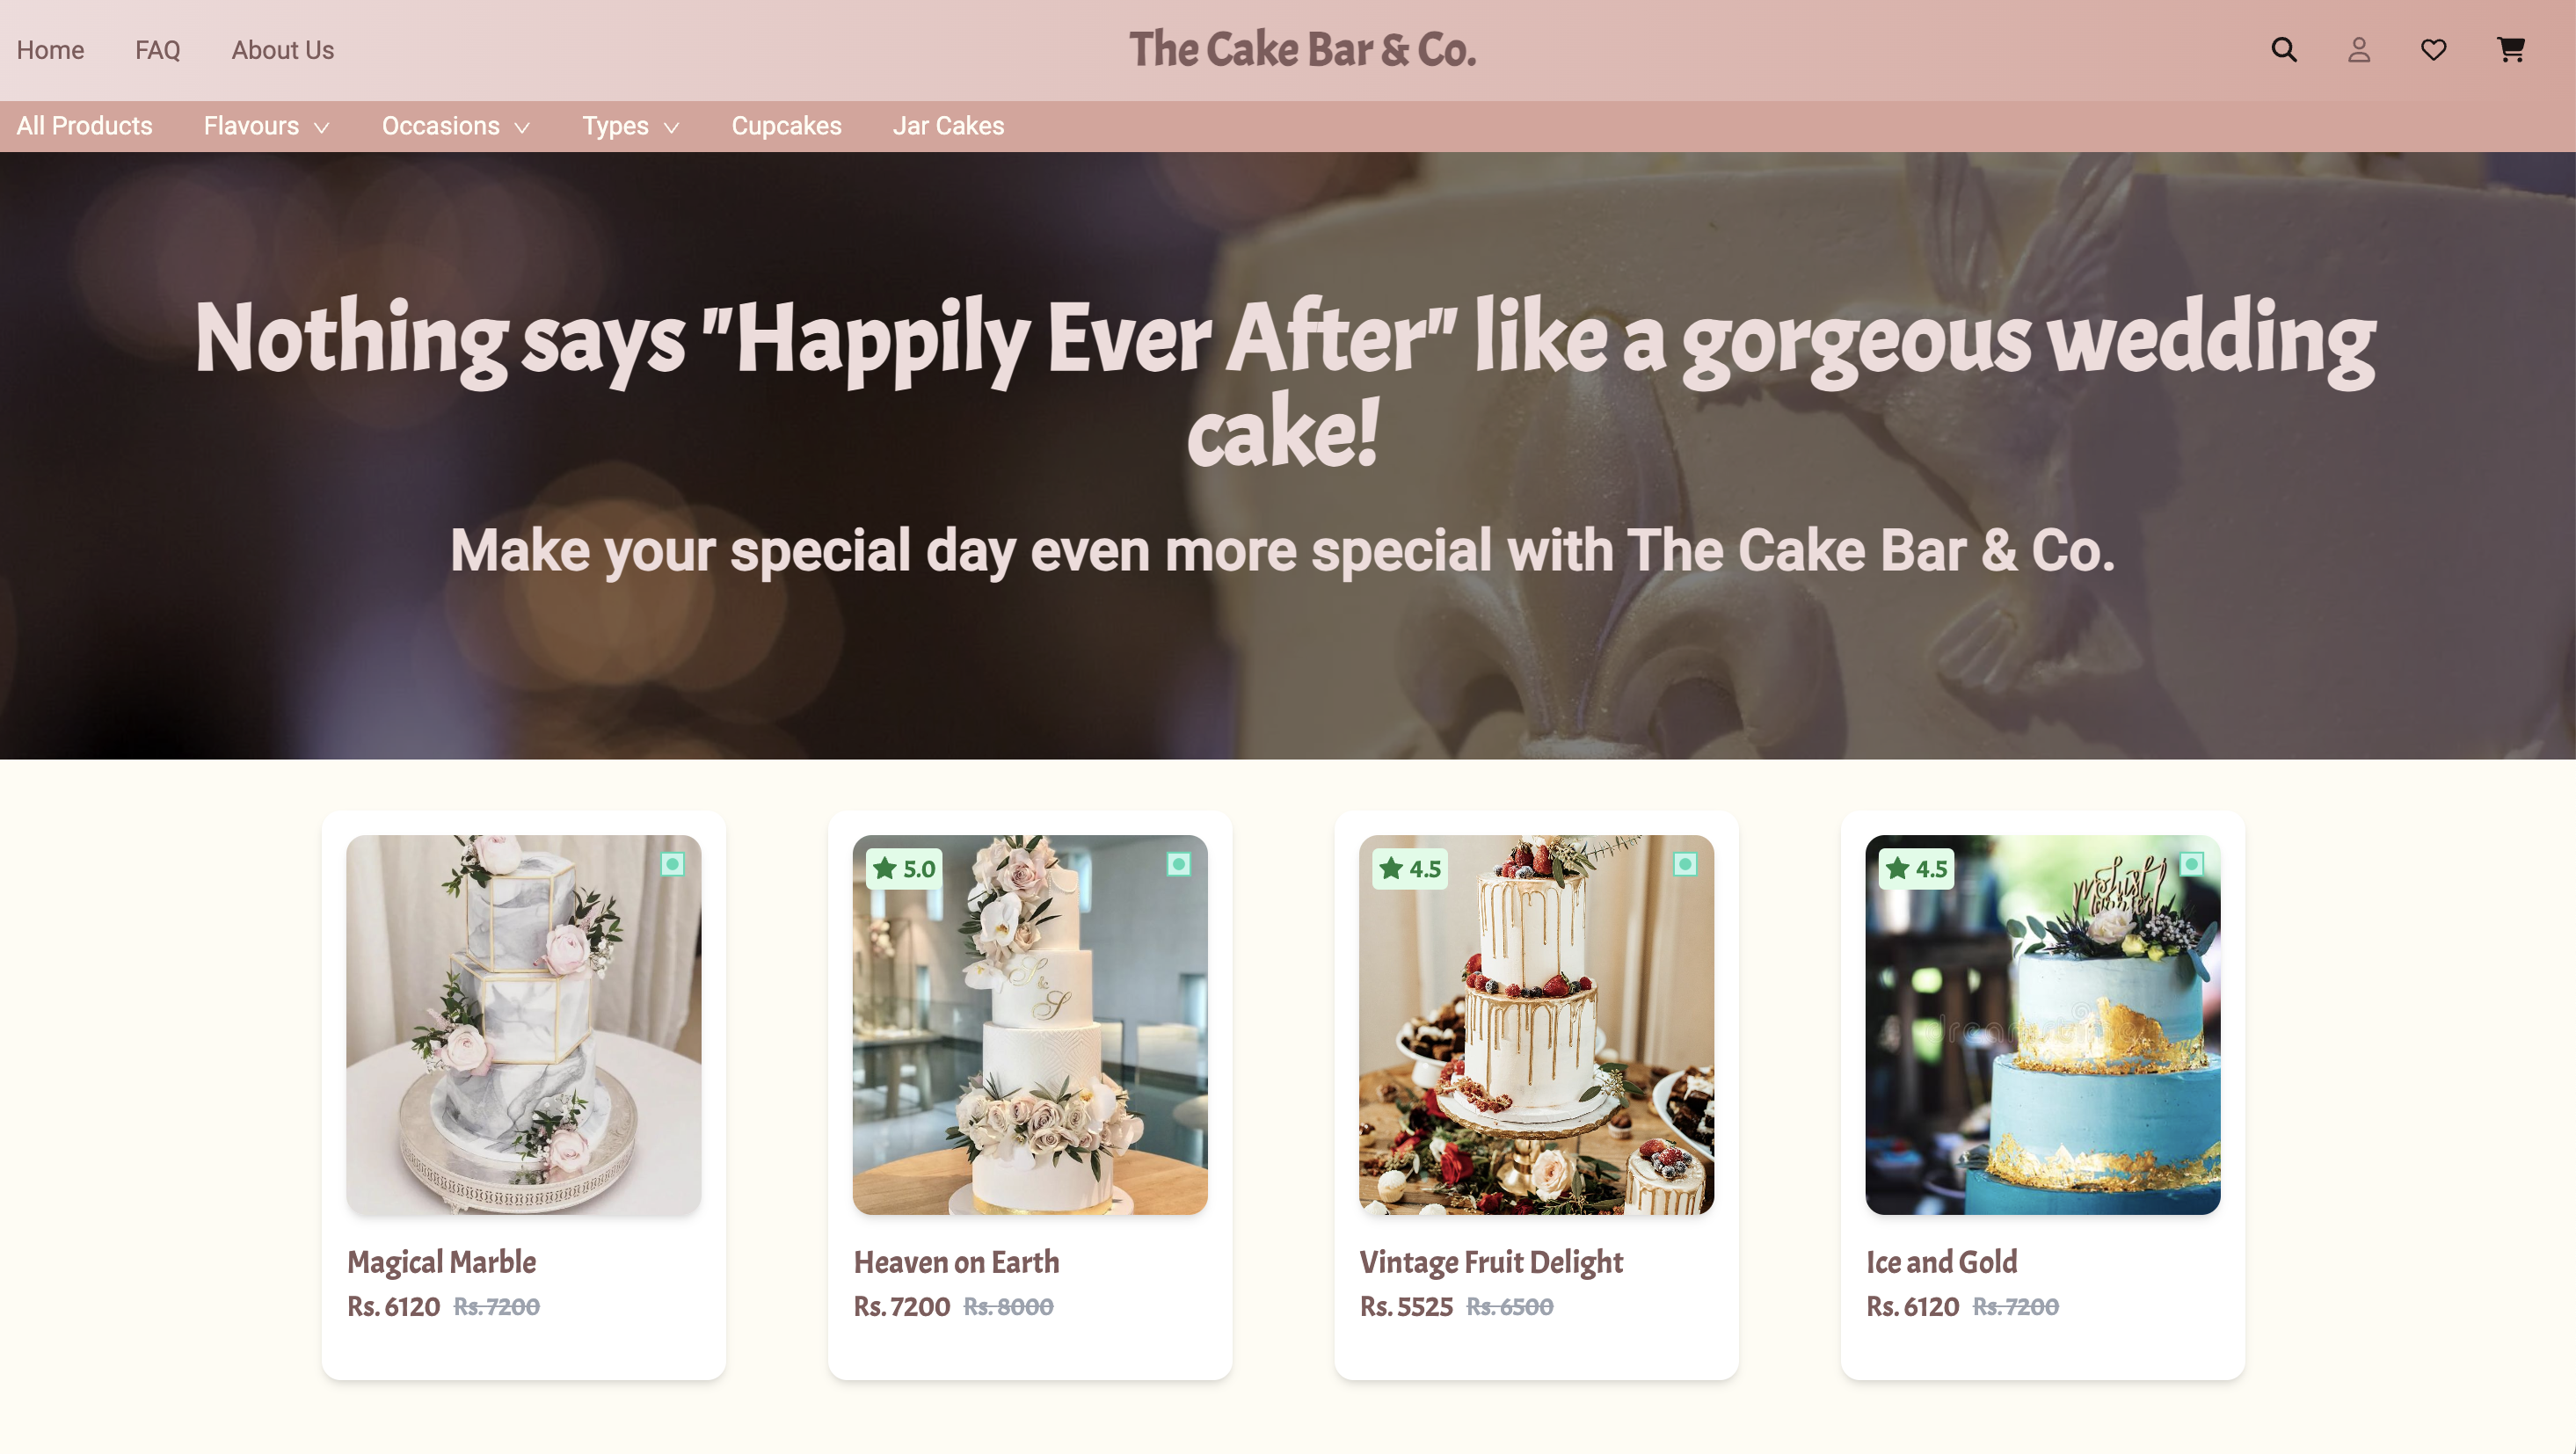 Home FAQ About Us The Cake Bar & Co.
All Products Flavours Occasions Types Cupcakes Jar Cakes
Nothing says "Happily Ever After" like a gorgeous wedding
cake!
Make your special day even more special with The Cake Bar & Co.
5.0
4.5
4.5
S & S
Magical Marble
Rs. 6120 Rs. 7200
Heaven on Earth
Rs. 7200 Rs. 8000
Vintage Fruit Delight
Rs. 5525 Rs. 6500
Ice and Gold
Rs. 6120 Rs. 7200